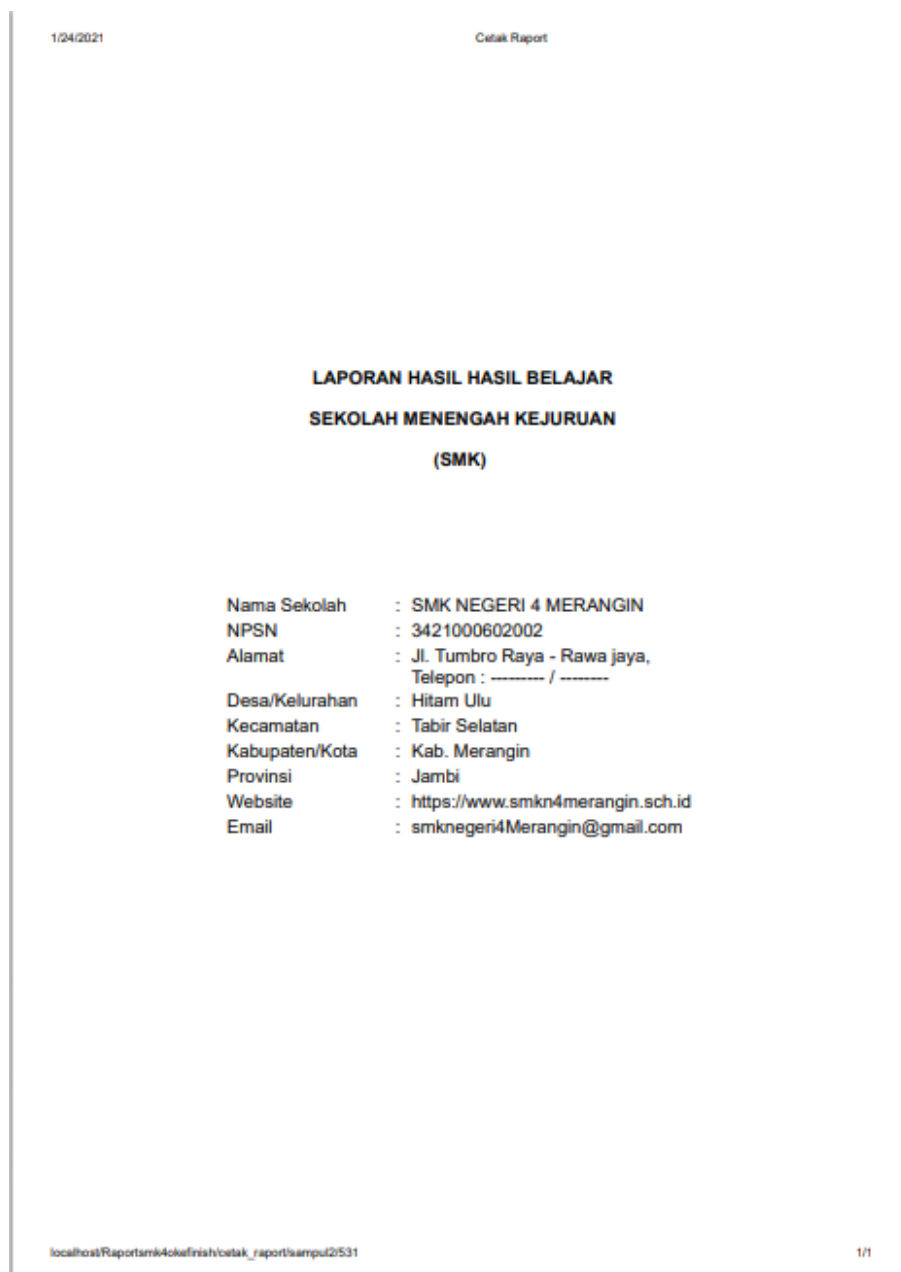 1/24/2021 Cetak Raport
LAPORAN HASIL HASIL BELAJAR
SEKOLAH MENENGAH KEJURUAN
(SMK)
Nama Sekolah : SMK NEGERI 4 MERANGIN
NPSN : 3421000602002
Alamat : Jl. Tumbro Raya - Rawa jaya,
Telepon : --------- / --------
Desa/Kelurahan : Hitam Ulu
Kecamatan : Tabir Selatan
Kabupaten/Kota : Kab. Merangin
Provinsi : Jambi
Website : https://www.smkn4merangin.sch.id
Email : smknegeri4Merangin@gmail.com
localhost/Raportsmk4okefinish/cetak_raport/sampul2/531 1/1